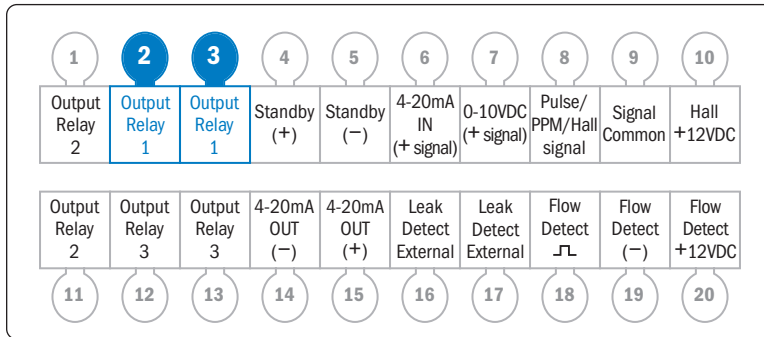 1 2 3 4 5 6 7 8 9 10
Output Relay 2
Output Relay 1
Output Relay 1
Standby (+)
Standby (−)
4-20mA IN (+ signal)
0-10VDC (+ signal)
Pulse/ PPM/Hall signal
Signal Common
Hall +12VDC
Output Relay 2
Output Relay 3
Output Relay 3
4-20mA OUT (−)
4-20mA OUT (+)
Leak Detect External
Leak Detect External
Flow Detect
Flow Detect (−)
Flow Detect +12VDC
11 12 13 14 15 16 17 18 19 20